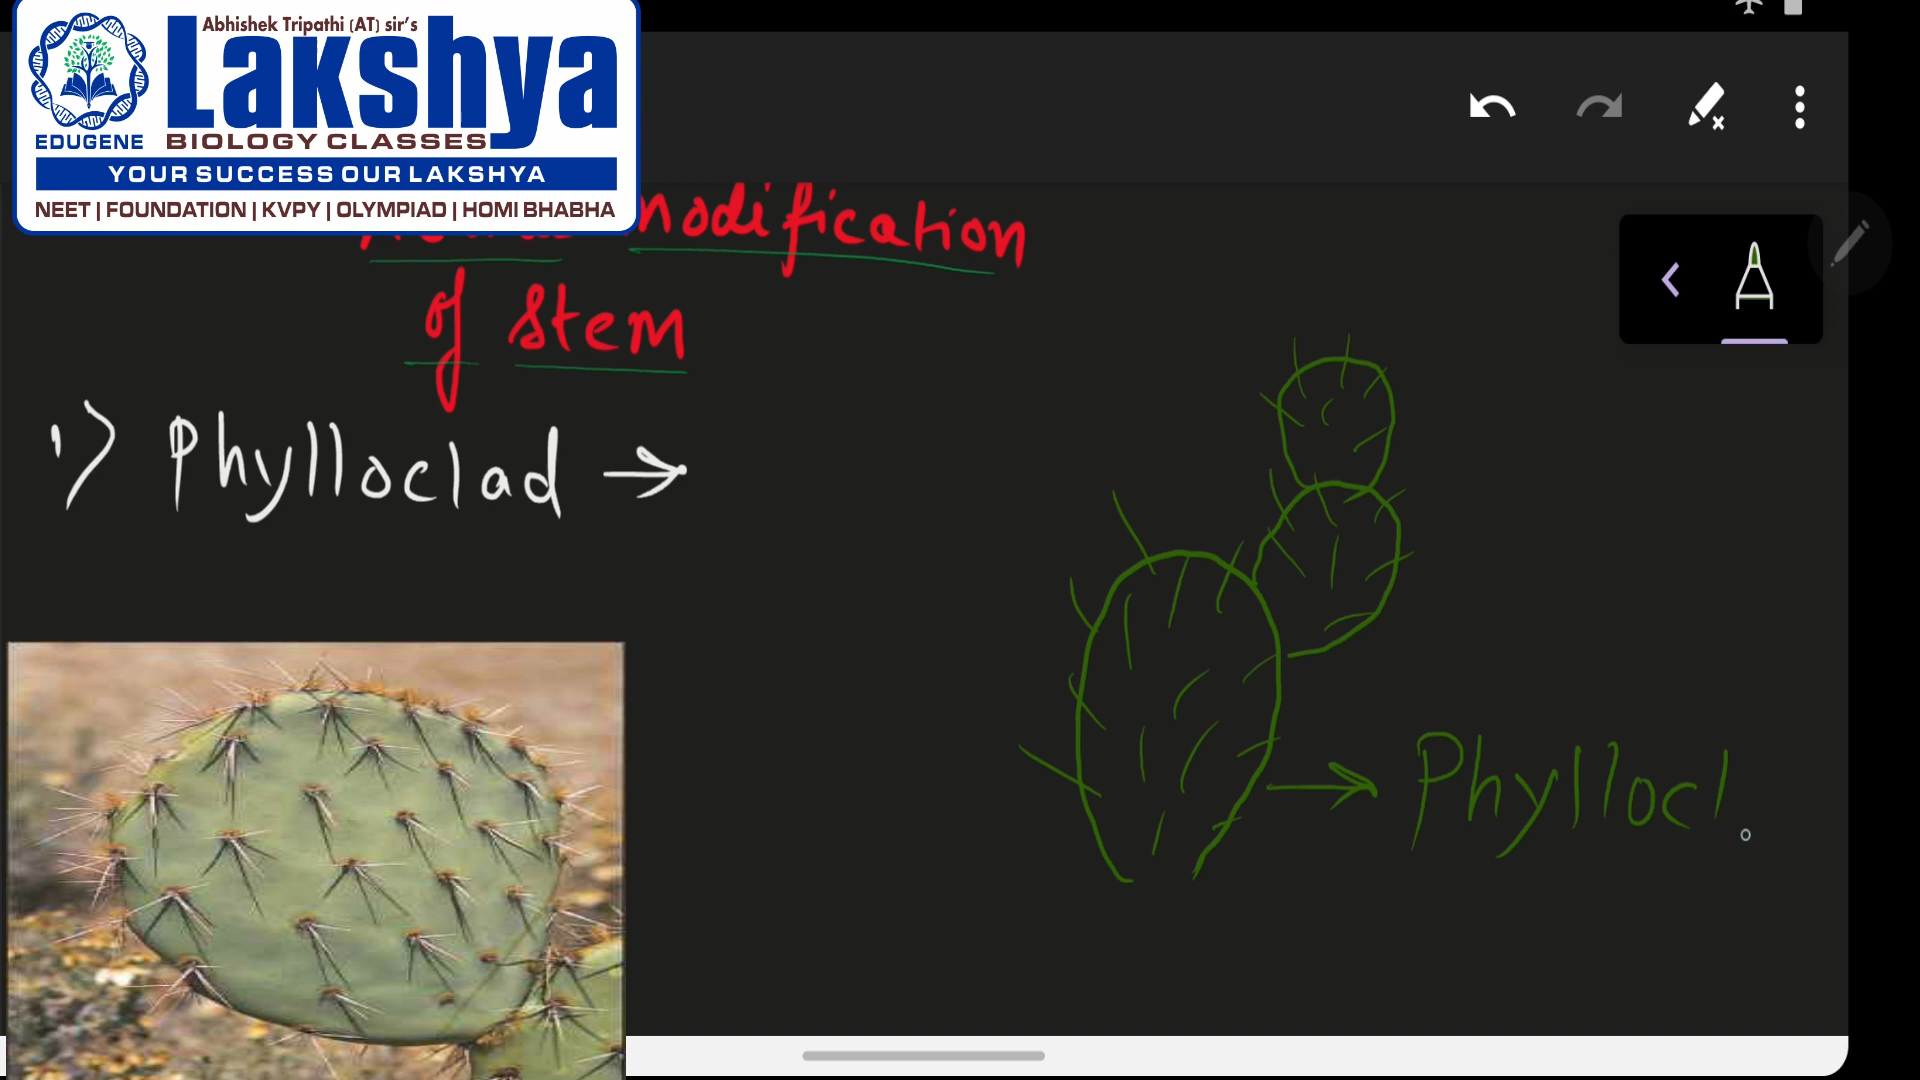 Abhishek Tripathi (AT) sir's
Lakshya
EDUGENE BIOLOGY CLASSES
YOUR SUCCESS OUR LAKSHYA
NEET | FOUNDATION | KVPY | OLYMPIAD | HOMI BHABHA
modification
of Stem
1) Phylloclad →
→ Phyllocl